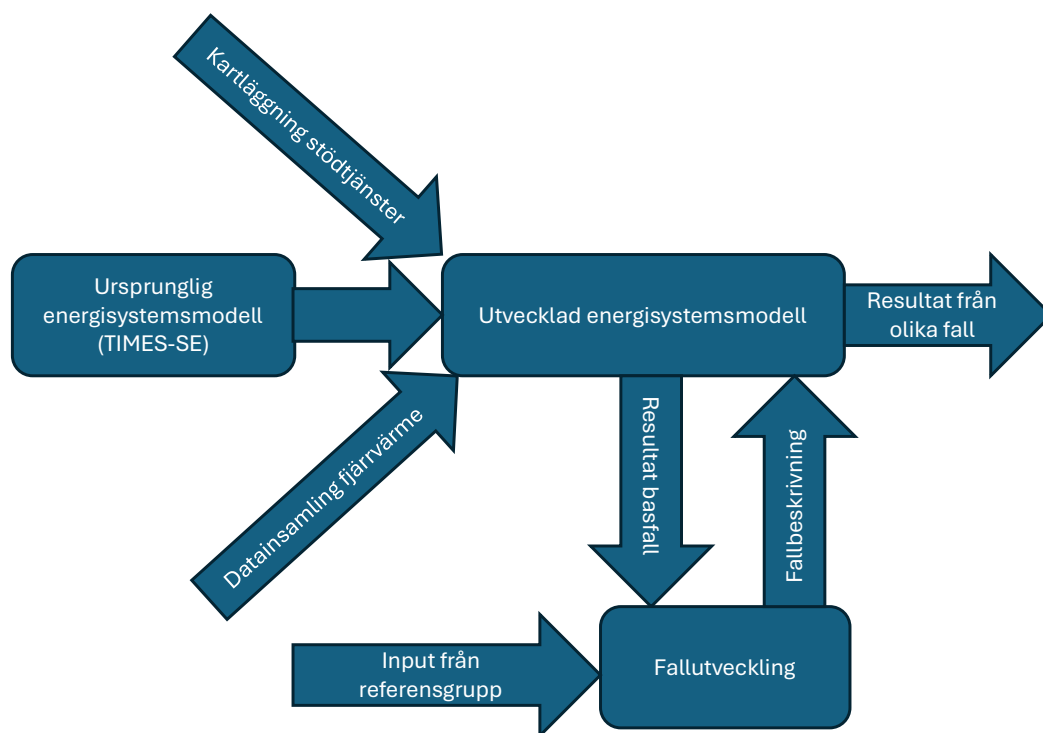 Kartläggning stödtjänster
Ursprunglig
energisystemsmodell
(TIMES-SE)
Utvecklad energisystemsmodell
Resultat från
olika fall
Datainsamling fjärrvärme
Resultat basfall
Fallbeskrivning
Input från
referensgrupp
Fallutveckling